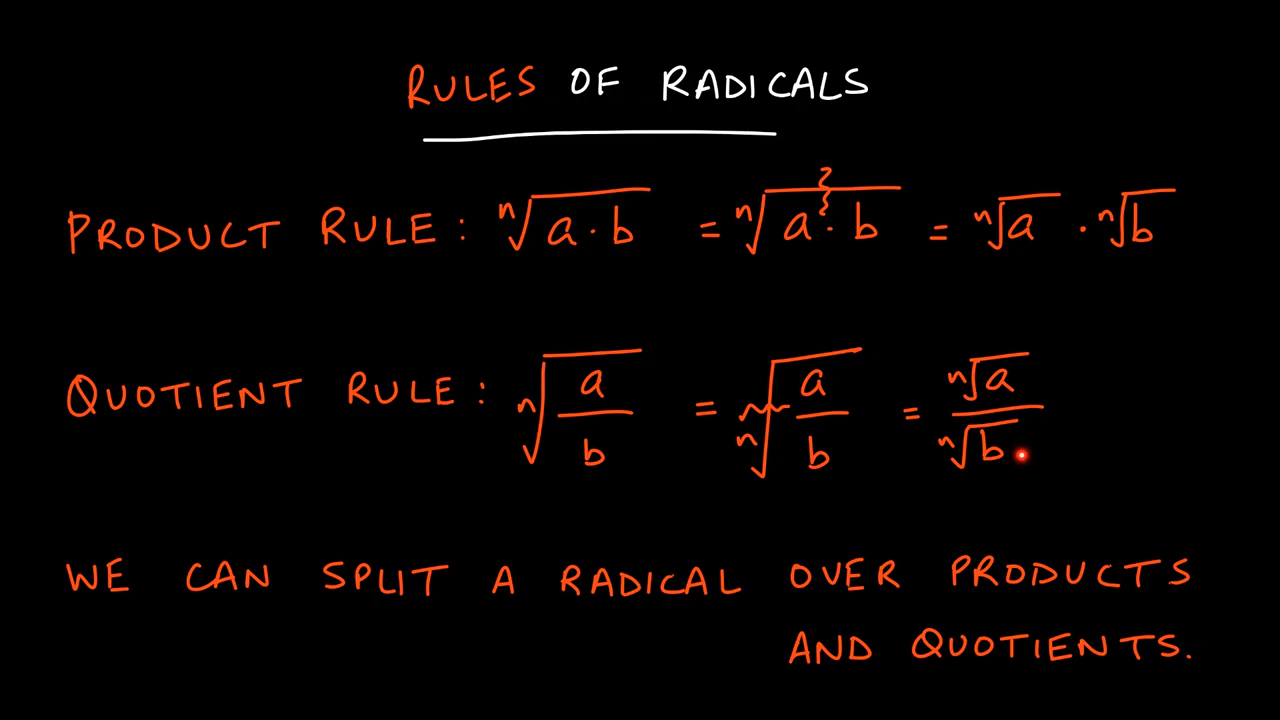 RULES OF RADICALS
PRODUCT RULE: ⁿ√(a·b) = ⁿ√(a·b) = ⁿ√a · ⁿ√b
QUOTIENT RULE: ⁿ√(a/b) = ⁿ√(a/b) = ⁿ√a / ⁿ√b
WE CAN SPLIT A RADICAL OVER PRODUCTS
AND QUOTIENTS.